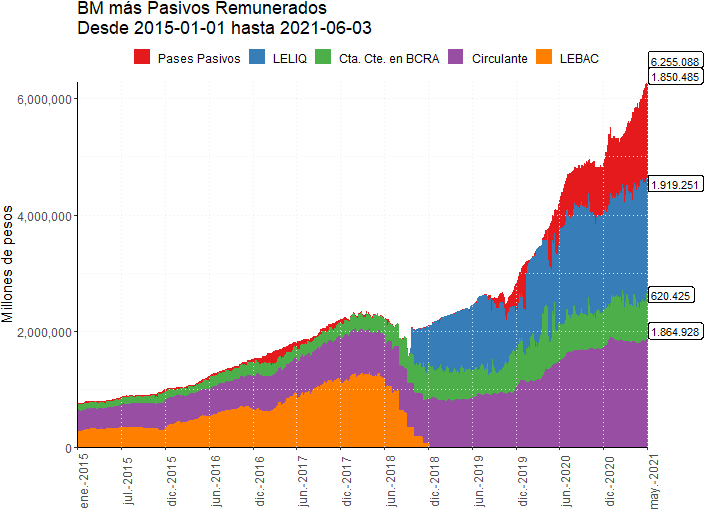 BM más Pasivos Remunerados
Desde 2015-01-01 hasta 2021-06-03
Pases Pasivos LELIQ Cta. Cte. en BCRA Circulante LEBAC
Millones de pesos
6,000,000
4,000,000
2,000,000
0
6.255.088
1.850.485
1.919.251
620.425
1.864.928
ene.-2015
jul.-2015
dic.-2015
jun.-2016
dic.-2016
jun.-2017
dic.-2017
jun.-2018
dic.-2018
jun.-2019
dic.-2019
jun.-2020
dic.-2020
may.-2021